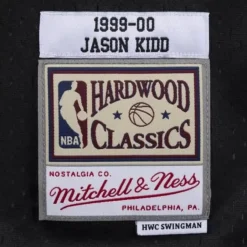 1999-00
JASON KIDD
HARDWOOD
NBA
CLASSICS
NOSTALGIA CO.
Mitchell & Ness
PHILADELPHIA, PA.
HWC SWINGMAN